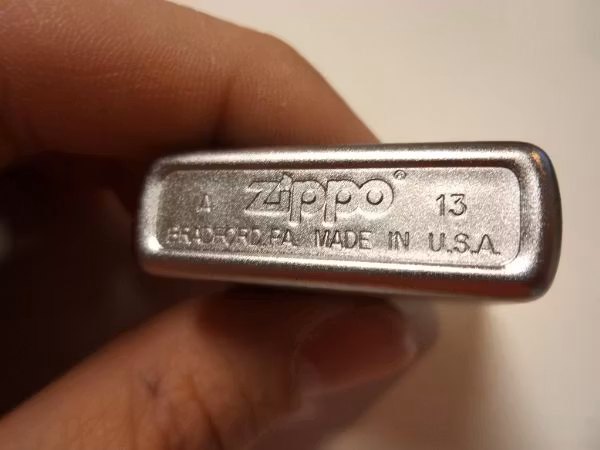 A zippo® 13
BRADFORD, PA. MADE IN U.S.A.